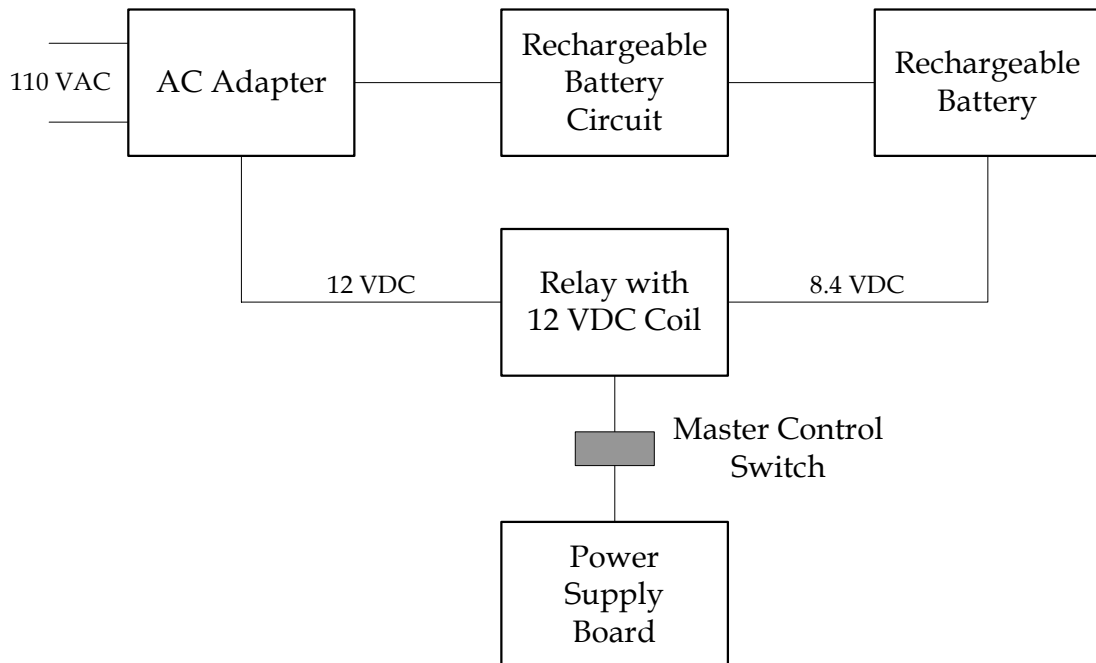 110 VAC
AC Adapter
Rechargeable
Battery
Circuit
Rechargeable
Battery
12 VDC
Relay with
12 VDC Coil
8.4 VDC
Master Control
Switch
Power
Supply
Board